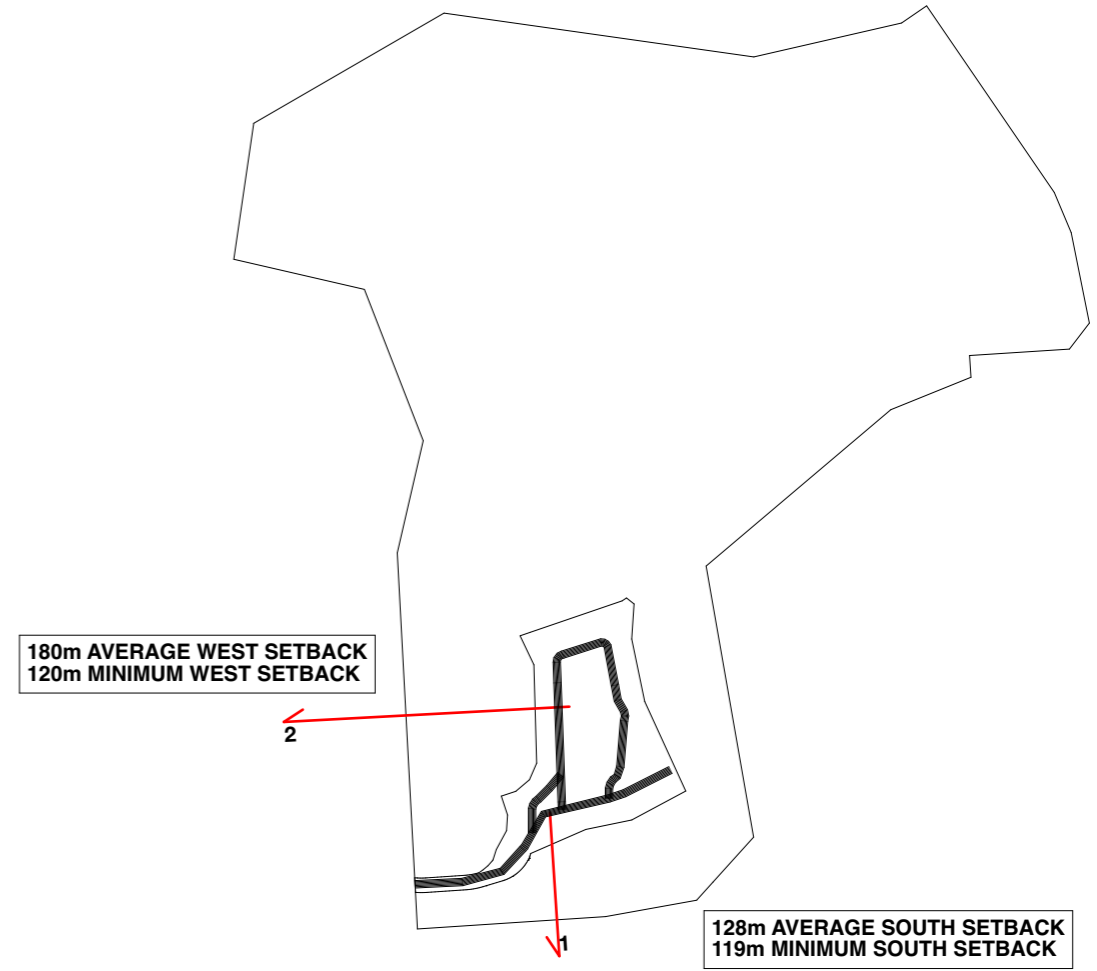 180m AVERAGE WEST SETBACK
120m MINIMUM WEST SETBACK
2
128m AVERAGE SOUTH SETBACK
119m MINIMUM SOUTH SETBACK
1